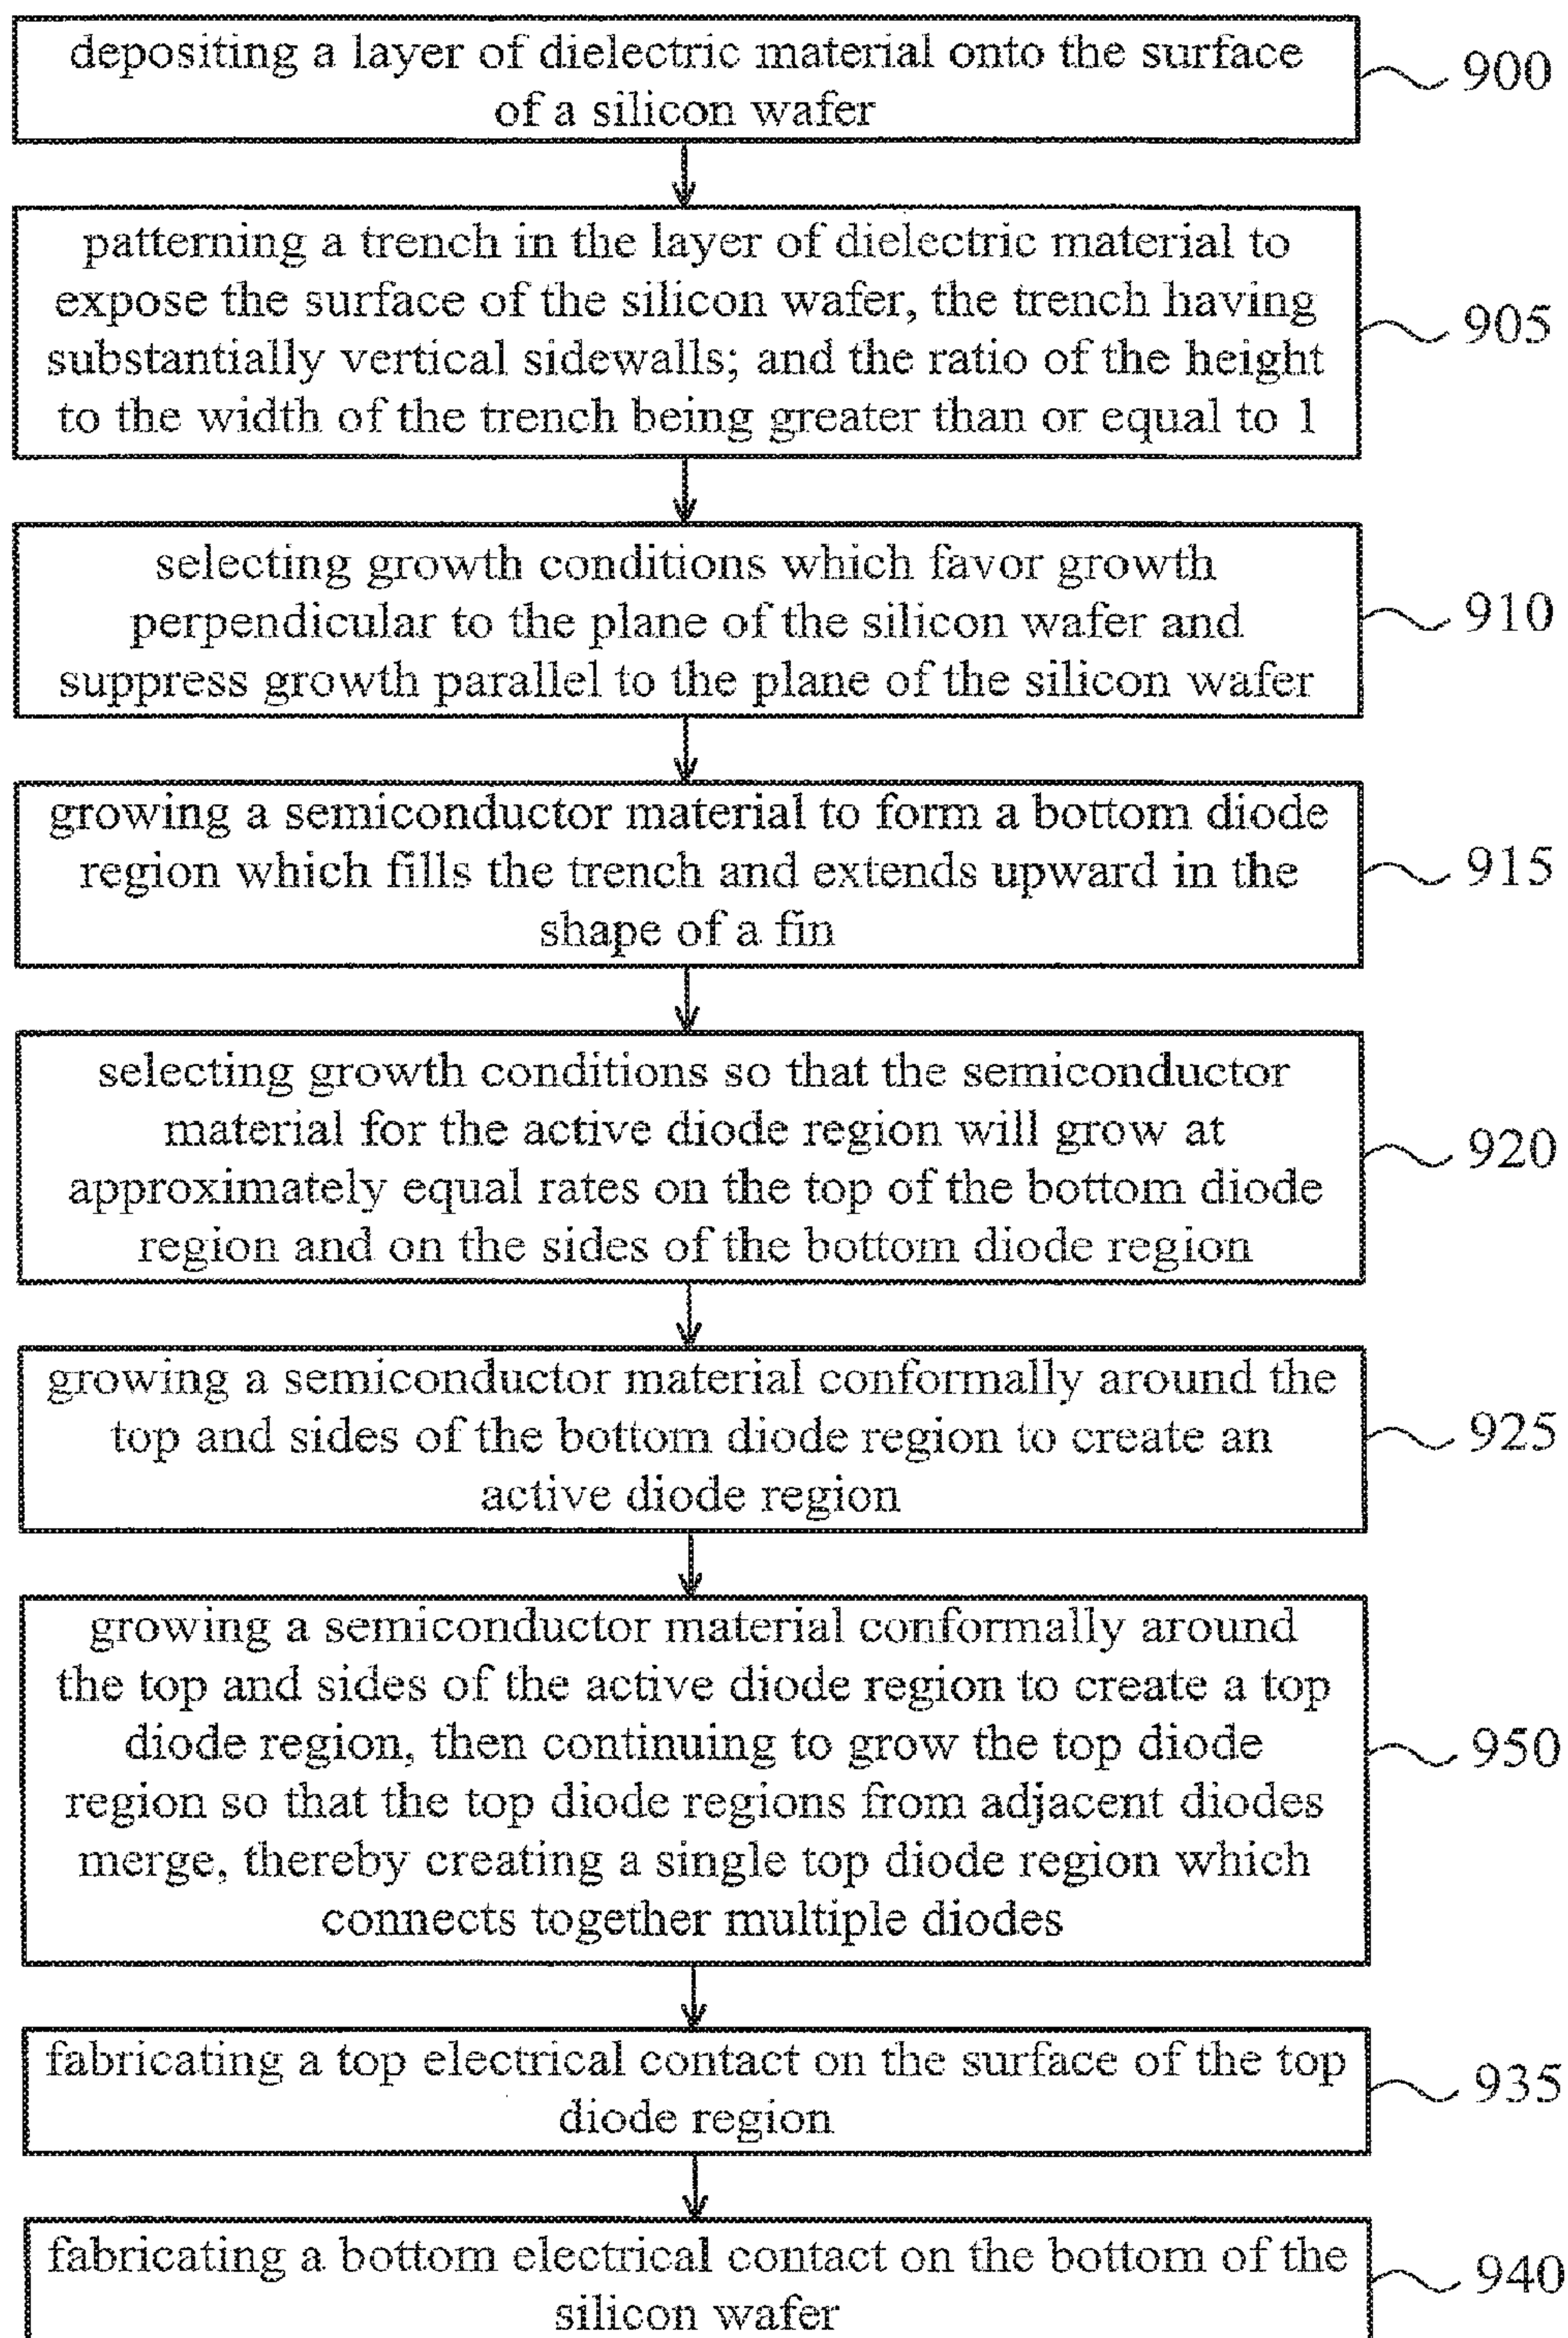 depositing a layer of dielectric material onto the surface
of a silicon wafer
900
patterning a trench in the layer of dielectric material to
expose the surface of the silicon wafer, the trench having
substantially vertical sidewalls; and the ratio of the height
to the width of the trench being greater than or equal to 1
905
selecting growth conditions which favor growth
perpendicular to the plane of the silicon wafer and
suppress growth parallel to the plane of the silicon wafer
910
growing a semiconductor material to form a bottom diode
region which fills the trench and extends upward in the
shape of a fin
915
selecting growth conditions so that the semiconductor
material for the active diode region will grow at
approximately equal rates on the top of the bottom diode
region and on the sides of the bottom diode region
920
growing a semiconductor material conformally around the
top and sides of the bottom diode region to create an
active diode region
925
growing a semiconductor material conformally around
the top and sides of the active diode region to create a top
diode region, then continuing to grow the top diode
region so that the top diode regions from adjacent diodes
merge, thereby creating a single top diode region which
connects together multiple diodes
950
fabricating a top electrical contact on the surface of the top
diode region
935
fabricating a bottom electrical contact on the bottom of the
silicon wafer
940